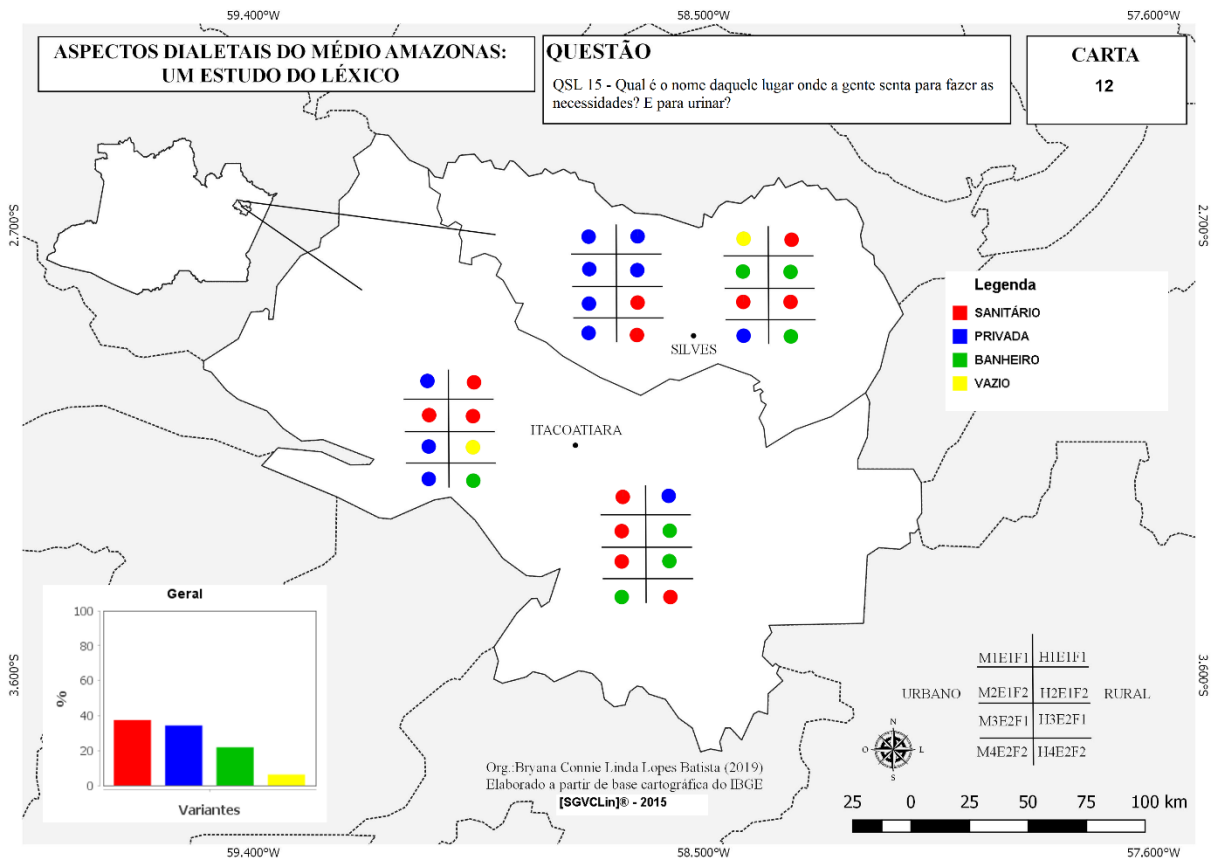 59.400°W
58.500°W
57.600°W
ASPECTOS DIALETAIS DO MÉDIO AMAZONAS:
UM ESTUDO DO LÉXICO
QUESTÃO
QSL 15 - Qual é o nome daquele lugar onde a gente senta para fazer as
necessidades? E para urinar?
CARTA
12
2.700°S
2.700°S
Legenda
SANITÁRIO
PRIVADA
BANHEIRO
VAZIO
SILVES
ITACOATIARA
Geral
100
80
60
40
20
0
%
Variantes
3.600°S
3.600°S
M1E1F1 H1E1F1
URBANO M2E1F2 H2E1F2 RURAL
M3E2F1 H3E2F1
M4E2F2 H4E2F2
N
O L
S
Org.:Bryana Connie Linda Lopes Batista (2019)
Elaborado a partir de base cartográfica do IBGE
[SGVCLin]® - 2015
25 0 25 50 75 100 km
59.400°W
58.500°W
57.600°W